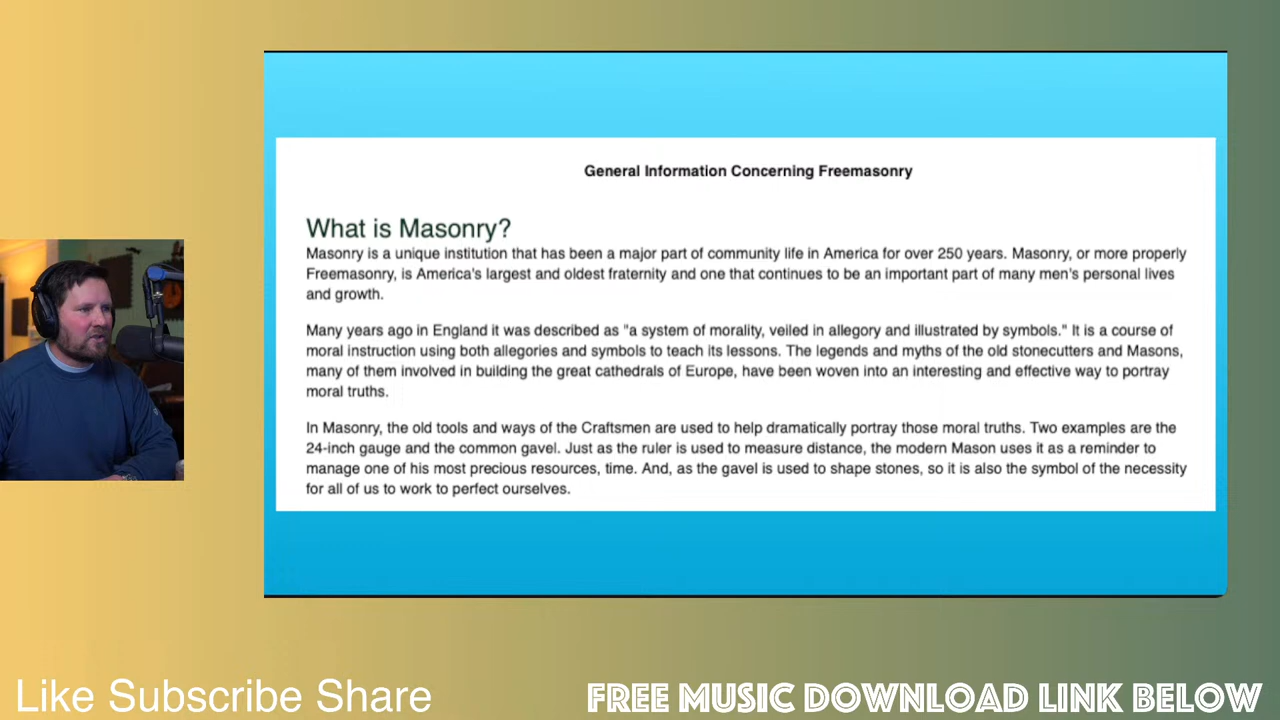 General Information Concerning Freemasonry
What is Masonry?
Masonry is a unique institution that has been a major part of community life in America for over 250 years. Masonry, or more properly
Freemasonry, is America's largest and oldest fraternity and one that continues to be an important part of many men's personal lives
and growth.
Many years ago in England it was described as "a system of morality, veiled in allegory and illustrated by symbols." It is a course of
moral instruction using both allegories and symbols to teach its lessons. The legends and myths of the old stonecutters and Masons,
many of them involved in building the great cathedrals of Europe, have been woven into an interesting and effective way to portray
moral truths.
In Masonry, the old tools and ways of the Craftsmen are used to help dramatically portray those moral truths. Two examples are the
24-inch gauge and the common gavel. Just as the ruler is used to measure distance, the modern Mason uses it as a reminder to
manage one of his most precious resources, time. And, as the gavel is used to shape stones, so it is also the symbol of the necessity
for all of us to work to perfect ourselves.
Like Subscribe Share
FREE MUSIC DOWNLOAD LINK BELOW